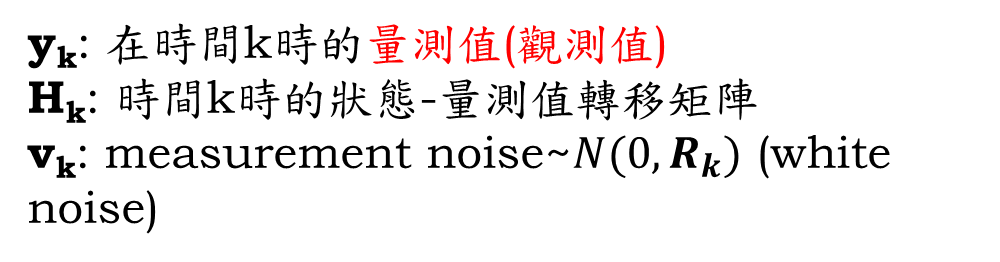 yk: 在時間k時的量測值(觀測值)
Hk: 時間k時的狀態-量測值轉移矩陣
vk: measurement noise~N(0, Rk) (white
noise)